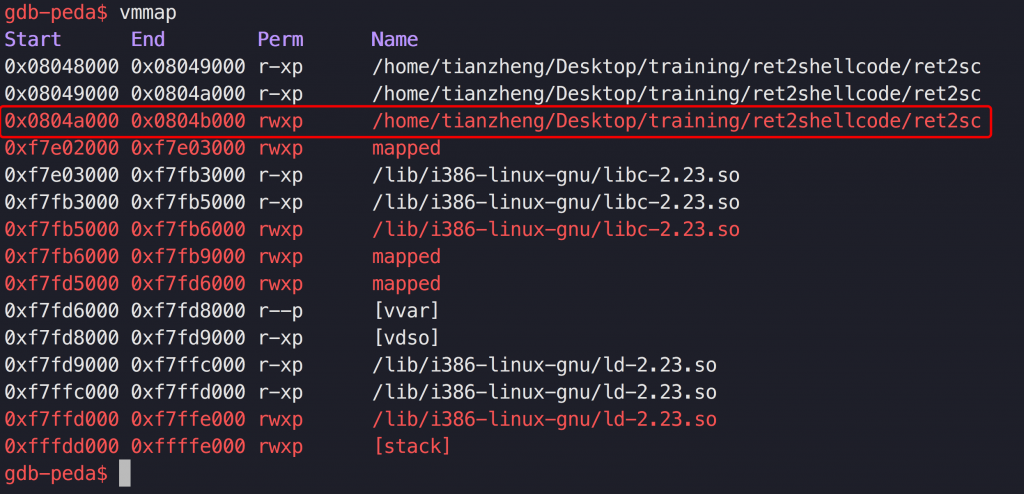 gdb-peda$ vmmap
Start End Perm Name
0x08048000 0x08049000 r-xp /home/tianzheng/Desktop/training/ret2shellcode/ret2sc
0x08049000 0x0804a000 r-xp /home/tianzheng/Desktop/training/ret2shellcode/ret2sc
0x0804a000 0x0804b000 rwxp /home/tianzheng/Desktop/training/ret2shellcode/ret2sc
0xf7e02000 0xf7e03000 rwxp mapped
0xf7e03000 0xf7fb3000 r-xp /lib/i386-linux-gnu/libc-2.23.so
0xf7fb3000 0xf7fb5000 r-xp /lib/i386-linux-gnu/libc-2.23.so
0xf7fb5000 0xf7fb6000 rwxp /lib/i386-linux-gnu/libc-2.23.so
0xf7fb6000 0xf7fb9000 rwxp mapped
0xf7fd5000 0xf7fd6000 rwxp mapped
0xf7fd6000 0xf7fd8000 r--p [vvar]
0xf7fd8000 0xf7fd9000 r-xp [vdso]
0xf7fd9000 0xf7ffc000 r-xp /lib/i386-linux-gnu/ld-2.23.so
0xf7ffc000 0xf7ffd000 r-xp /lib/i386-linux-gnu/ld-2.23.so
0xf7ffd000 0xf7ffe000 rwxp /lib/i386-linux-gnu/ld-2.23.so
0xfffdd000 0xffffe000 rwxp [stack]
gdb-peda$